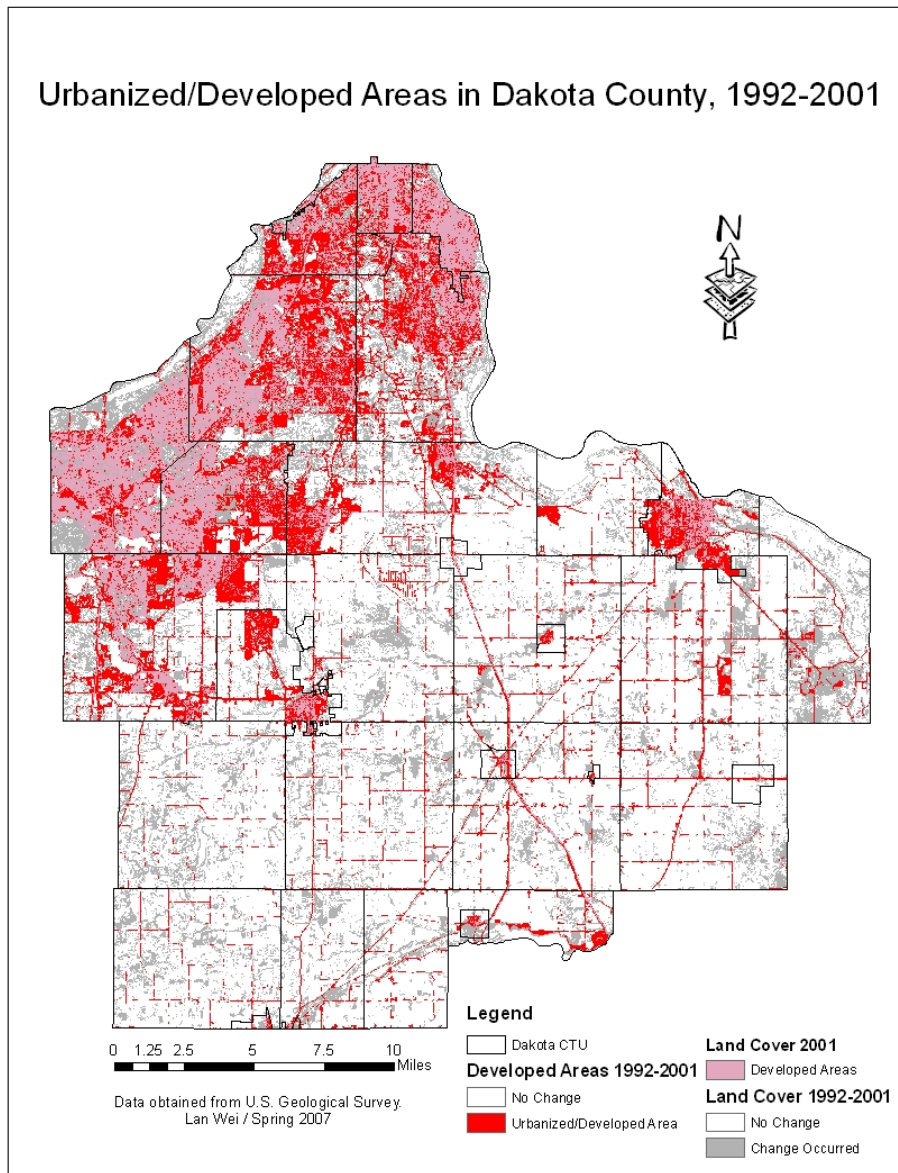 Urbanized/Developed Areas in Dakota County, 1992-2001
N
0 1.25 2.5 5 7.5 10
Miles
Data obtained from U.S. Geological Survey.
Lan Wei / Spring 2007
Legend
Dakota CTU
Developed Areas 1992-2001
No Change
Urbanized/Developed Area
Land Cover 2001
Developed Areas
Land Cover 1992-2001
No Change
Change Occurred